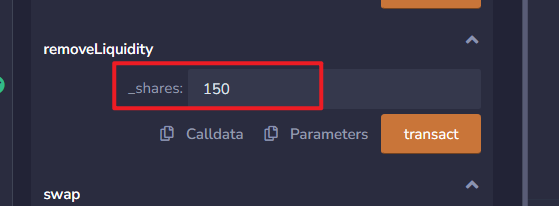 removeLiquidity
_shares: 150
Calldata Parameters transact
swap